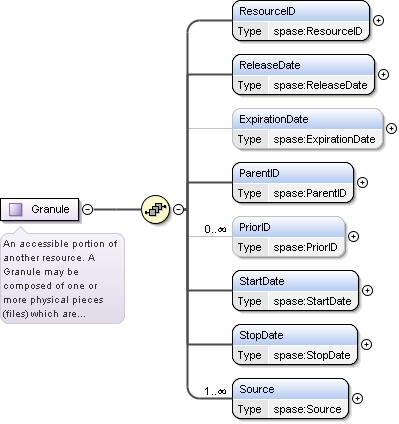 ResourceID
Type spase:ResourceID
ReleaseDate
Type spase:ReleaseDate
ExpirationDate
Type spase:ExpirationDate
ParentID
Type spase:ParentID
Granule
0..∞
PriorID
Type spase:PriorID
An accessible portion of
another resource. A
Granule may be
composed of one or
more physical pieces
(files) which are...
StartDate
Type spase:StartDate
StopDate
Type spase:StopDate
1..∞
Source
Type spase:Source